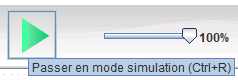 100%
Passer en mode simulation (Ctrl+R)